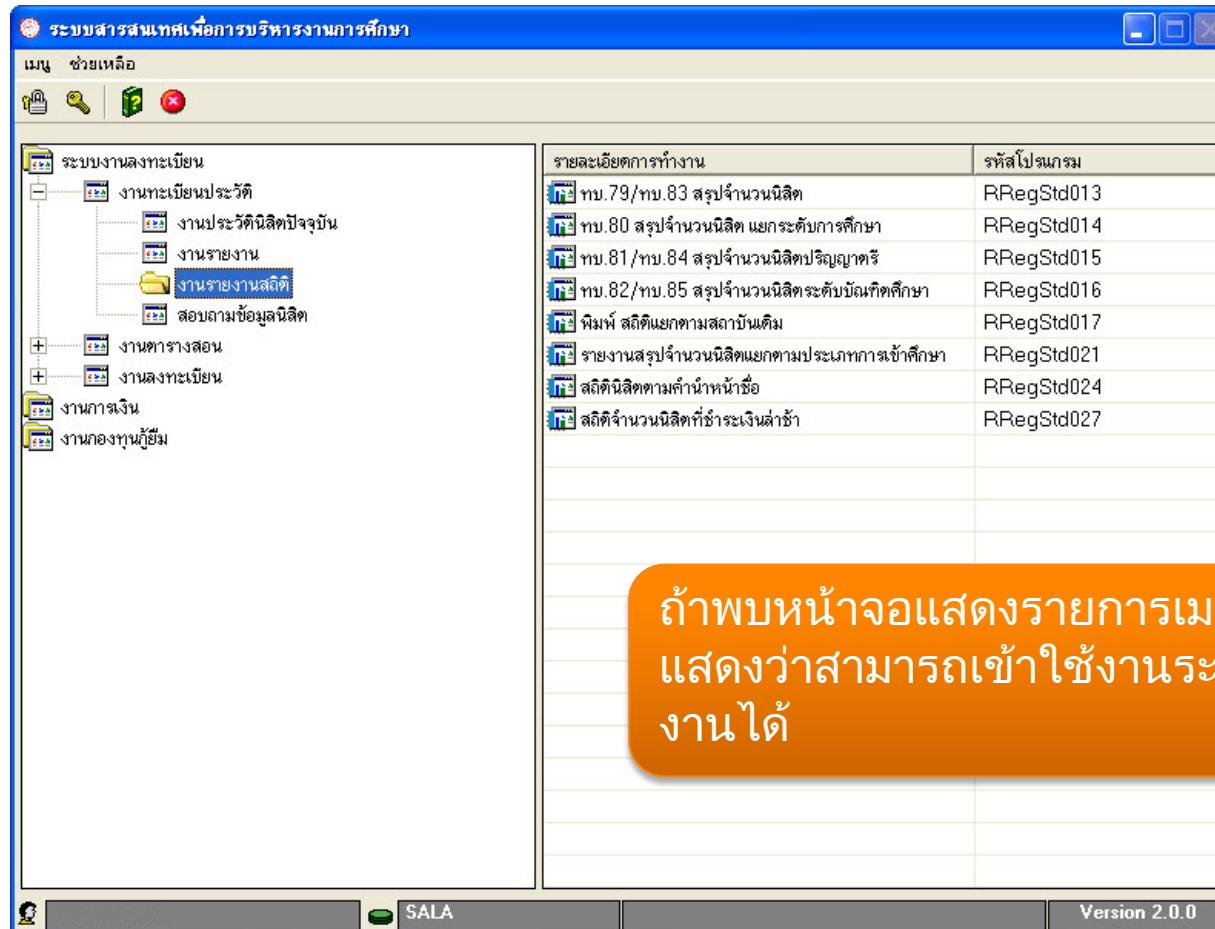 ระบบสารสนเทศเพื่อการบริหารงานการศึกษา
เมนู ช่วยเหลือ
ระบบงานลงทะเบียน
งานทะเบียนประวัติ
งานประวัตินิสิตปัจจุบัน
งานรายงาน
งานรายงานสถิติ
สอบถามข้อมูลนิสิต
งานตารางสอน
งานลงทะเบียน
งานการเงิน
งานกองทุนกู้ยืม
รายละเอียดการทำงาน รหัสโปรแกรม
ทบ.79/ทบ.83 สรุปจำนวนนิสิต RRegStd013
ทบ.80 สรุปจำนวนนิสิต แยกระดับการศึกษา RRegStd014
ทบ.81/ทบ.84 สรุปจำนวนนิสิตปริญญาตรี RRegStd015
ทบ.82/ทบ.85 สรุปจำนวนนิสิตระดับบัณฑิตศึกษา RRegStd016
พิมพ์ สถิติแยกตามสถาบันเดิม RRegStd017
รายงานสรุปจำนวนนิสิตแยกตามประเภทการเข้าศึกษา RRegStd021
สถิตินิสิตตามคำนำหน้าชื่อ RRegStd024
สถิติจำนวนนิสิตที่ชำระเงินล่าช้า RRegStd027
ถ้าพบหน้าจอแสดงรายการเม
แสดงว่าสามารถเข้าใช้งานระ
งานได้
SALA Version 2.0.0